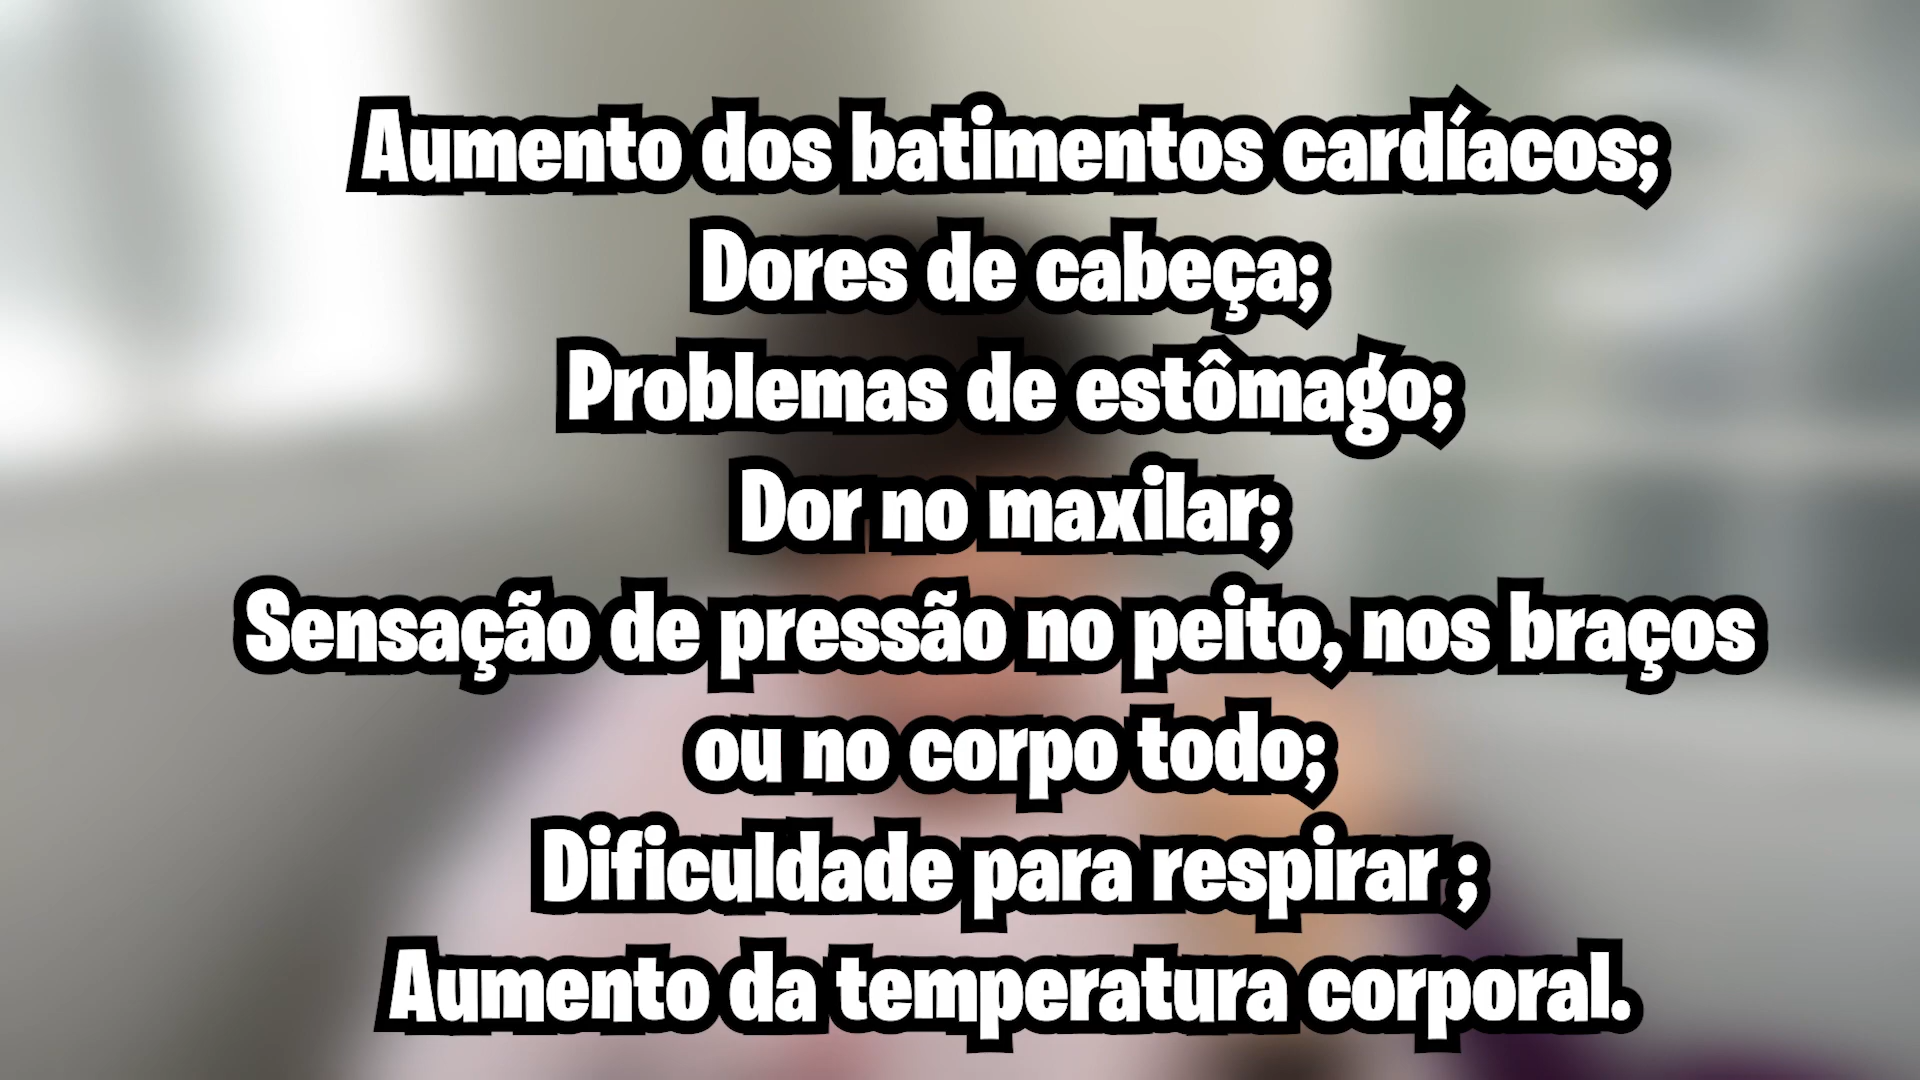 Aumento dos batimentos cardíacos;
Dores de cabeça;
Problemas de estômago;
Dor no maxilar;
Sensação de pressão no peito, nos braços
ou no corpo todo;
Dificuldade para respirar ;
Aumento da temperatura corporal.